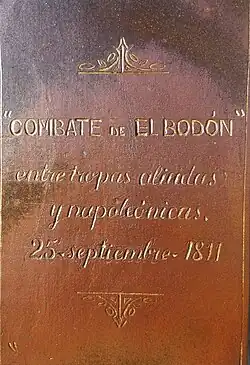 "COMBATE DE EL BODÓN"
entre tropas aliadas
y napoleónicas.
25-septiembre-1811